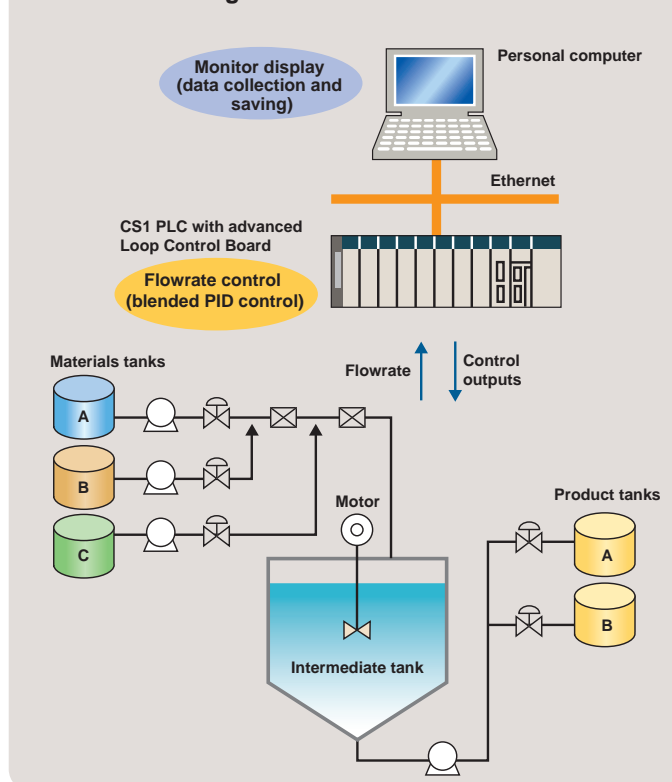 Monitor display
(data collection and
saving)
Personal computer
Ethernet
CS1 PLC with advanced
Loop Control Board
Flowrate control
(blended PID control)
Flowrate
Control
outputs
Materials tanks
A
B
C
Motor
Product tanks
A
B
Intermediate tank